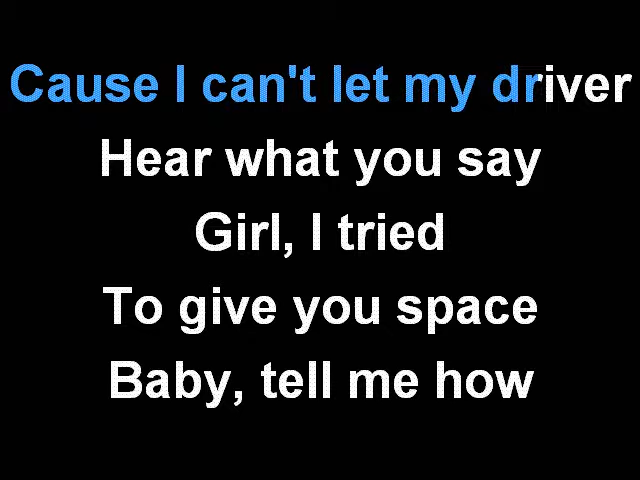 Cause I can't let my driver
Hear what you say
Girl, I tried
To give you space
Baby, tell me how